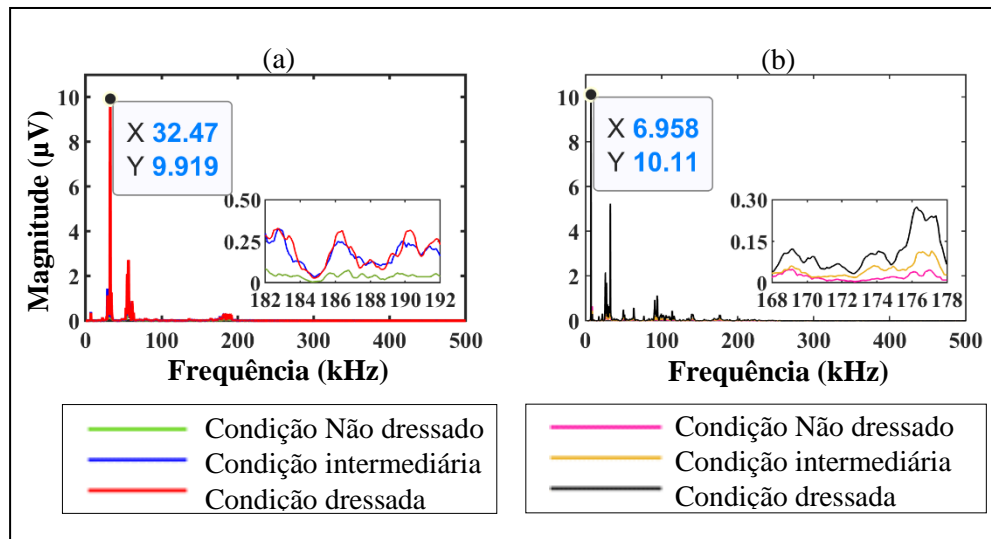 (a)
Magnitude (µV)
10
8
6
4
2
0
X 32.47
Y 9.919
0.50
0.25
0
182 184 186 188 190 192
0 100 200 300 400 500
Frequência (kHz)
Condição Não dressado
Condição intermediária
Condição dressada
(b)
10
8
6
4
2
0
X 6.958
Y 10.11
0.30
0.15
0
168 170 172 174 176 178
0 100 200 300 400 500
Frequência (kHz)
Condição Não dressado
Condição intermediária
Condição dressada